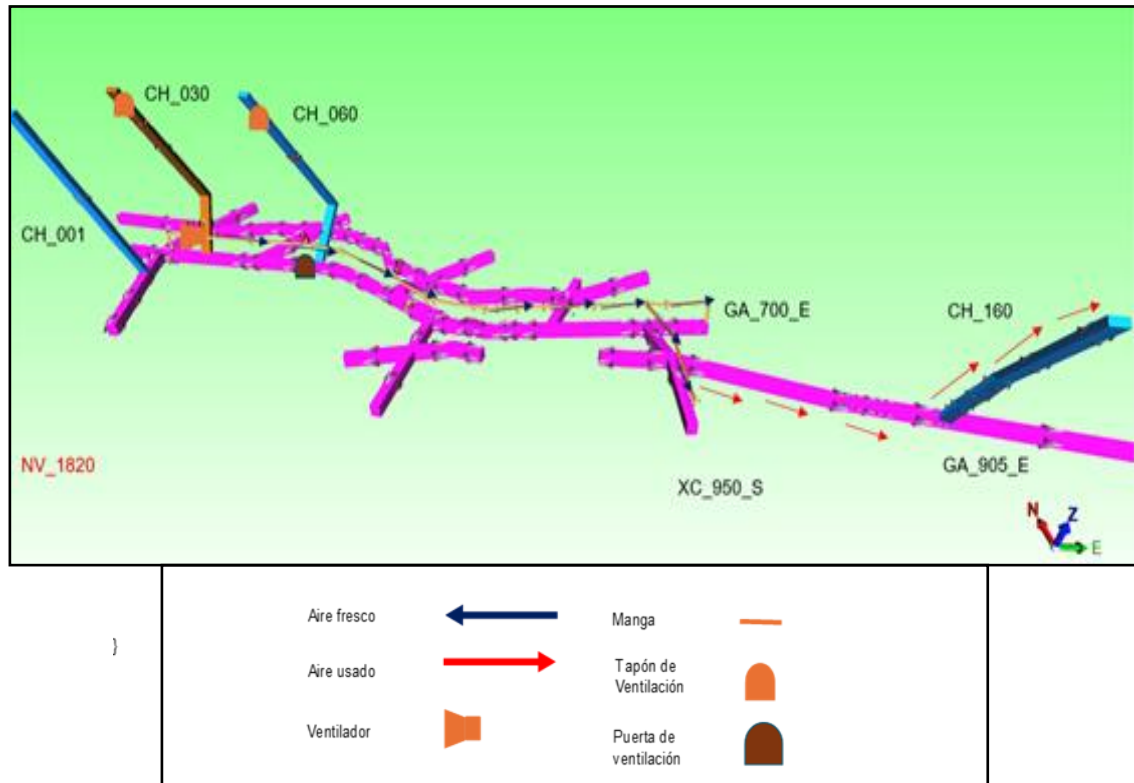 CH_030
CH_060
CH_001
GA_700_E
CH_160
NV_1820
XC_950_S
GA_905_E
N
Z
E
}
Aire fresco
Manga
Aire usado
Tapón de
Ventilación
Ventilador
Puerta de
ventilación